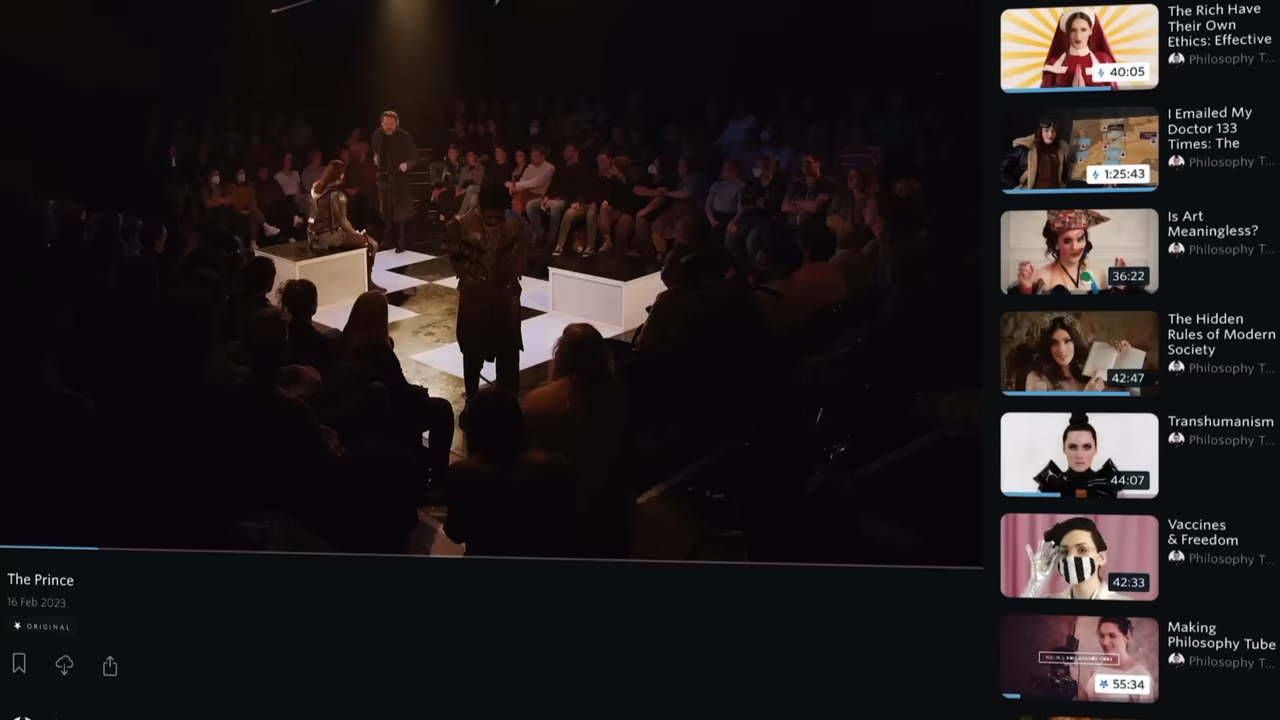 The Prince
16 Feb 2023
ORIGINAL
The Rich Have
Their Own
Ethics: Effective
Philosophy T...
40:05
I Emailed My
Doctor 133
Times: The
Philosophy T...
1:25:43
Is Art
Meaningless?
Philosophy T...
36:22
The Hidden
Rules of Modern
Society
Philosophy T...
42:47
Transhumanism
Philosophy T...
44:07
Vaccines
& Freedom
Philosophy T...
42:33
Making
Philosophy Tube
Philosophy T...
55:34